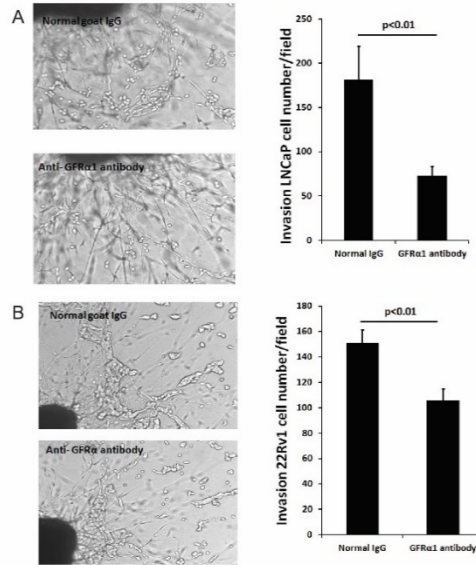 A
Normal goat IgG
Anti- GFRα1 antibody
Invasion LNCaP cell number/field
250
200
150
100
50
0
p<0.01
Normal IgG
GFRα1 antibody
B
Normal goat IgG
Anti-GFRα antibody
Invasion 22Rv1 cell number/field
180
160
140
120
100
80
60
40
20
0
p<0.01
Normal IgG
GFRα1 antibody